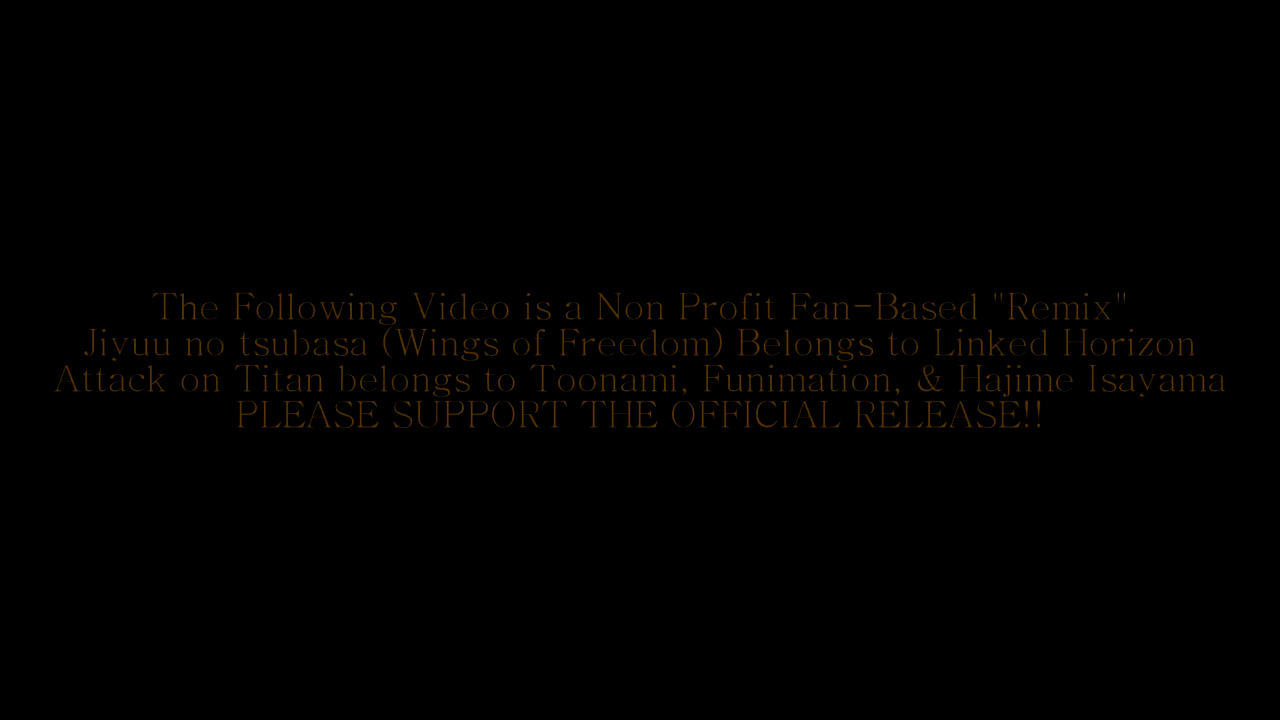 The Following Video is a Non Profit Fan-Based "Remix"
Jiyuu no tsubasa (Wings of Freedom) Belongs to Linked Horizon
Attack on Titan belongs to Toonami, Funimation, & Hajime Isayama
PLEASE SUPPORT THE OFFICIAL RELEASE!!